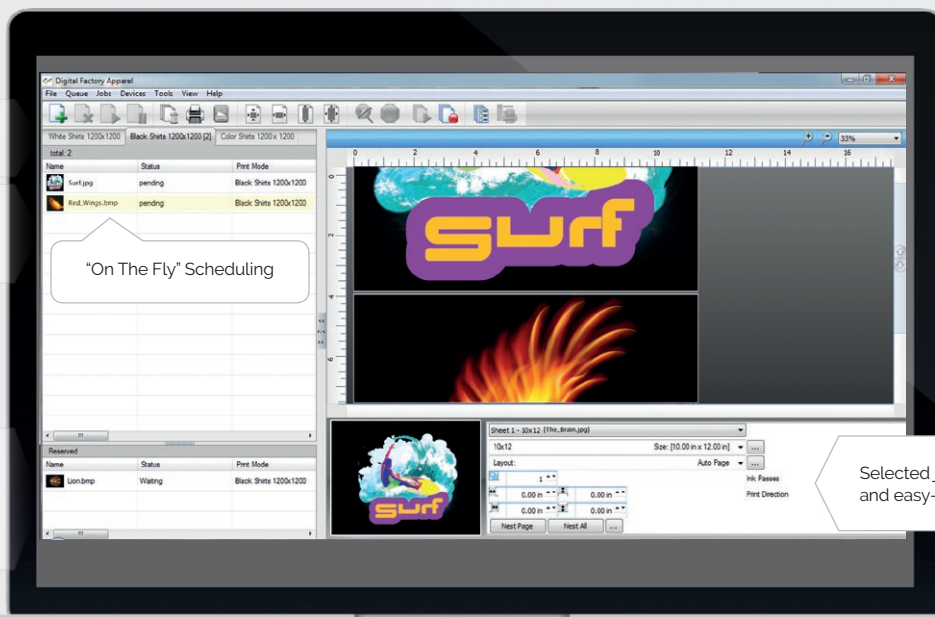 Digital Factory Apparel
File Queue Jobs Devices Tools View Help
White Shirts 1200x1200 Black Shirts 1200x1200 [2] Color Shirts 1200 x 1200
33%
total: 2
0 2 4 6 8 10 12 14 16
Name Status Print Mode
Surf.jpg pending Black Shirts 1200x1200
Red_Wings.bmp pending Black Shirts 1200x1200
0
2
4
6
surf
"On The Fly" Scheduling
Sheet 1 - 10x12 [The_Brain.jpg]
10x12 Size: [10.00 in x 12.00 in]
Layout: Auto Page
1
Ink Passes
0.00 in 0.00 in
Print Direction
0.00 in 0.00 in
Nest Page Nest All ...
surf
Selected
and easy-
Reserved
Name Status Print Mode
Lion.bmp Waiting Black Shirts 1200x1200